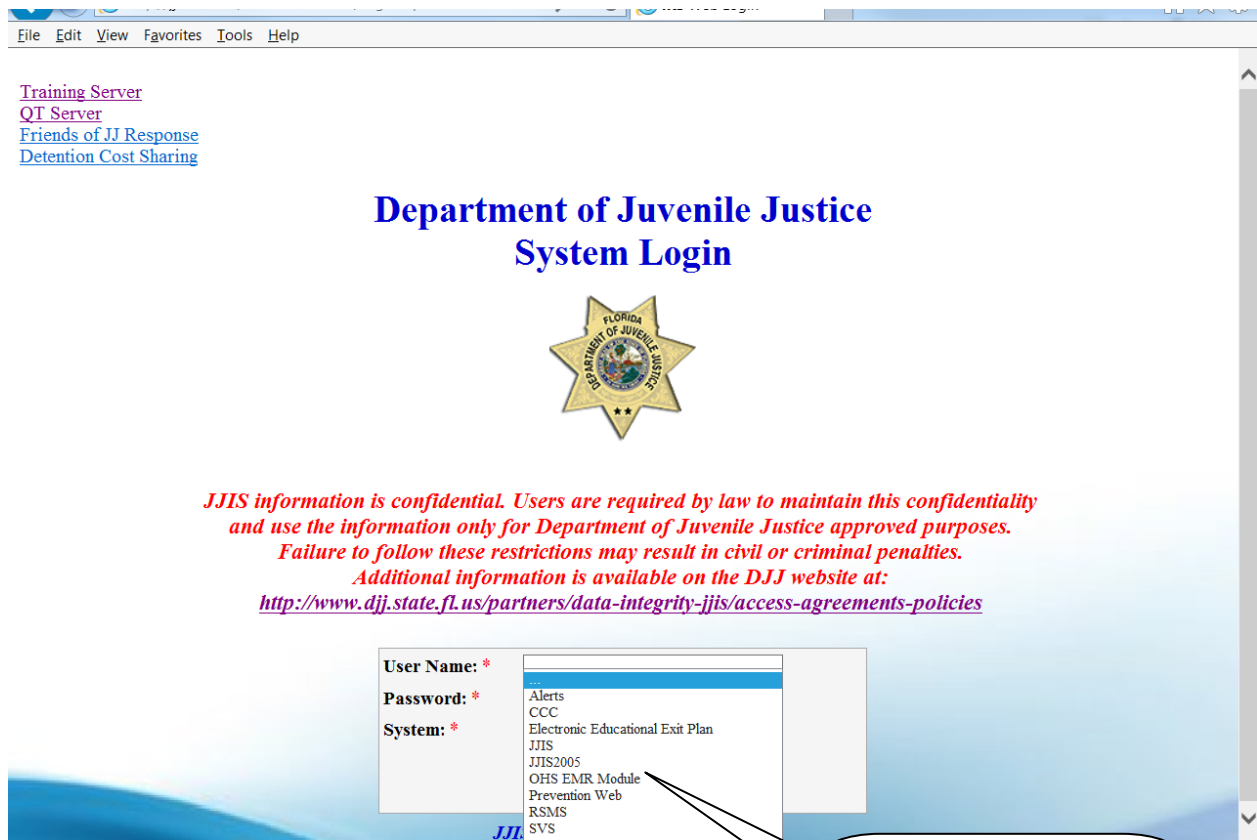 File Edit View Favorites Tools Help
Training Server
QT Server
Friends of JJ Response
Detention Cost Sharing
Department of Juvenile Justice
System Login
FLORIDA
DEPARTMENT OF JUVENILE JUSTICE
JJIS information is confidential. Users are required by law to maintain this confidentiality
and use the information only for Department of Juvenile Justice approved purposes.
Failure to follow these restrictions may result in civil or criminal penalties.
Additional information is available on the DJJ website at:
http://www.djj.state.fl.us/partners/data-integrity-jjis/access-agreements-policies
User Name: *
Password: *
System: *
...
Alerts
CCC
Electronic Educational Exit Plan
JJIS
JJIS2005
OHS EMR Module
Prevention Web
RSMS
SVS